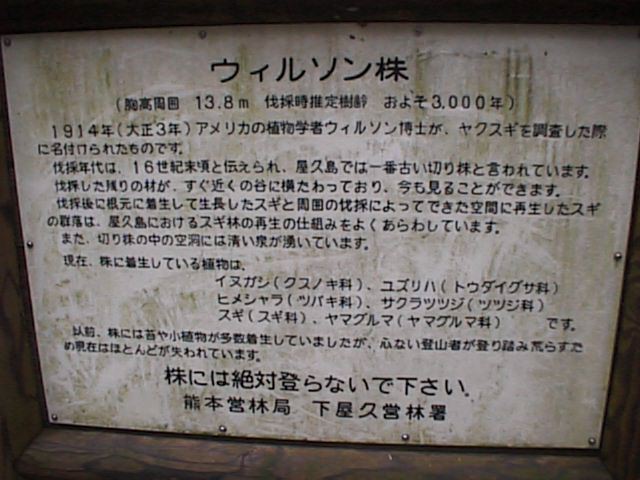 ウィルソン株
(胸高周囲 13.8m 伐採時推定樹齢 およそ3,000年)
1914年(大正3年)アメリカの植物学者ウィルソン博士が、ヤクスギを調査した際
に名付けられたものです。
伐採年代は、16世紀末頃と伝えられ、屋久島では一番古い切り株と言われています。
伐採した残りの材が、すぐ近くの谷に横たわっており、今も見ることができます。
伐採後に根元に着生して生長したスギと周囲の伐採によってできた空間に再生したスギ
の群落は、屋久島におけるスギ林の再生の仕組みをよくあらわしています。
また、切り株の中の空洞には清い泉が湧いています。
現在、株に着生している植物は、
イヌガシ(クスノキ科)、ユズリハ(トウダイグサ科)
ヒメシャラ(ツバキ科)、サクラツツジ(ツツジ科)
スギ(スギ科)、ヤマグルマ(ヤマグルマ科) です。
以前、株には苔や小植物が多数着生していましたが、心ない登山者が登り踏み荒らすた
め現在はほとんどが失われています。
株には絶対登らないで下さい。
熊本営林局 下屋久営林署